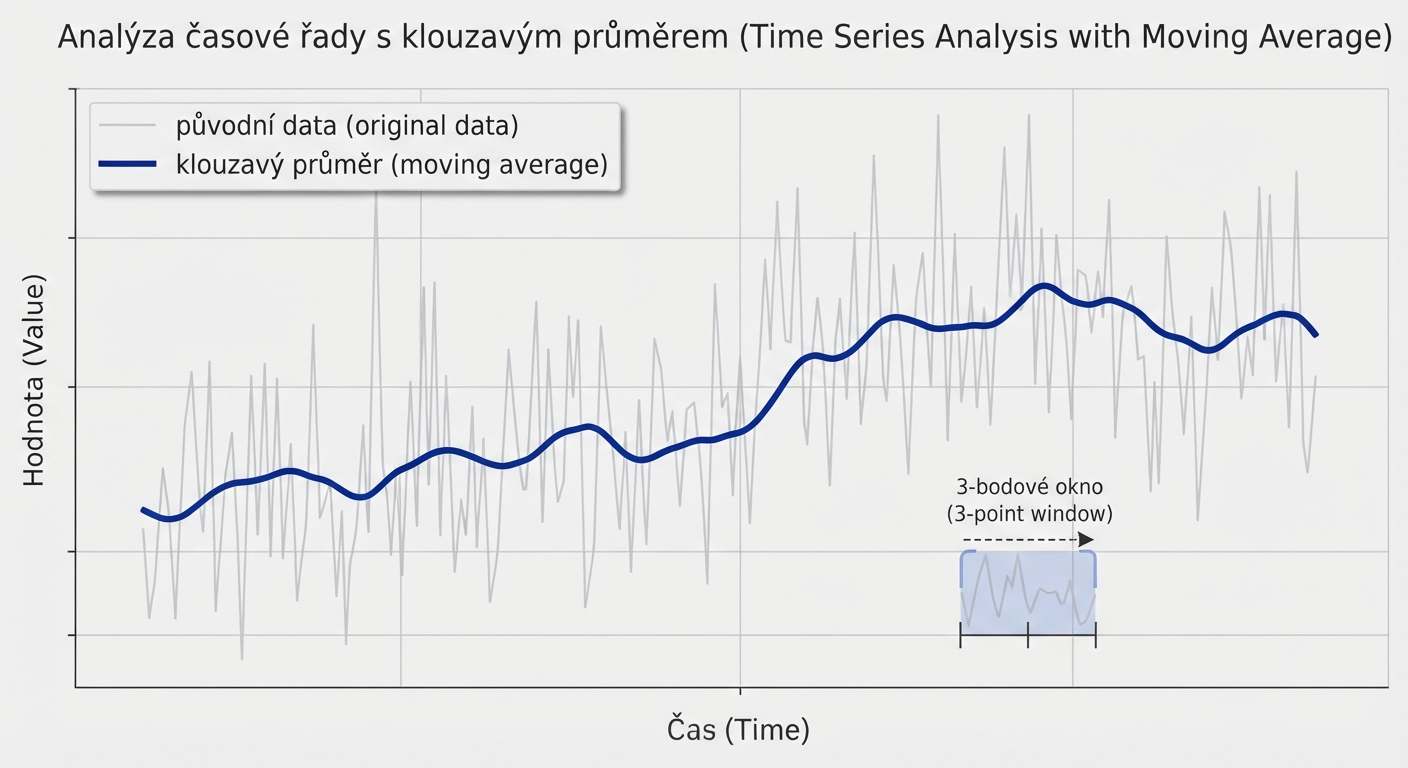 Analýza časové řady s klouzavým průměrem (Time Series Analysis with Moving Average)
původní data (original data)
klouzavý průměr (moving average)
Hodnota (Value)
3-bodové okno
(3-point window)
Čas (Time)